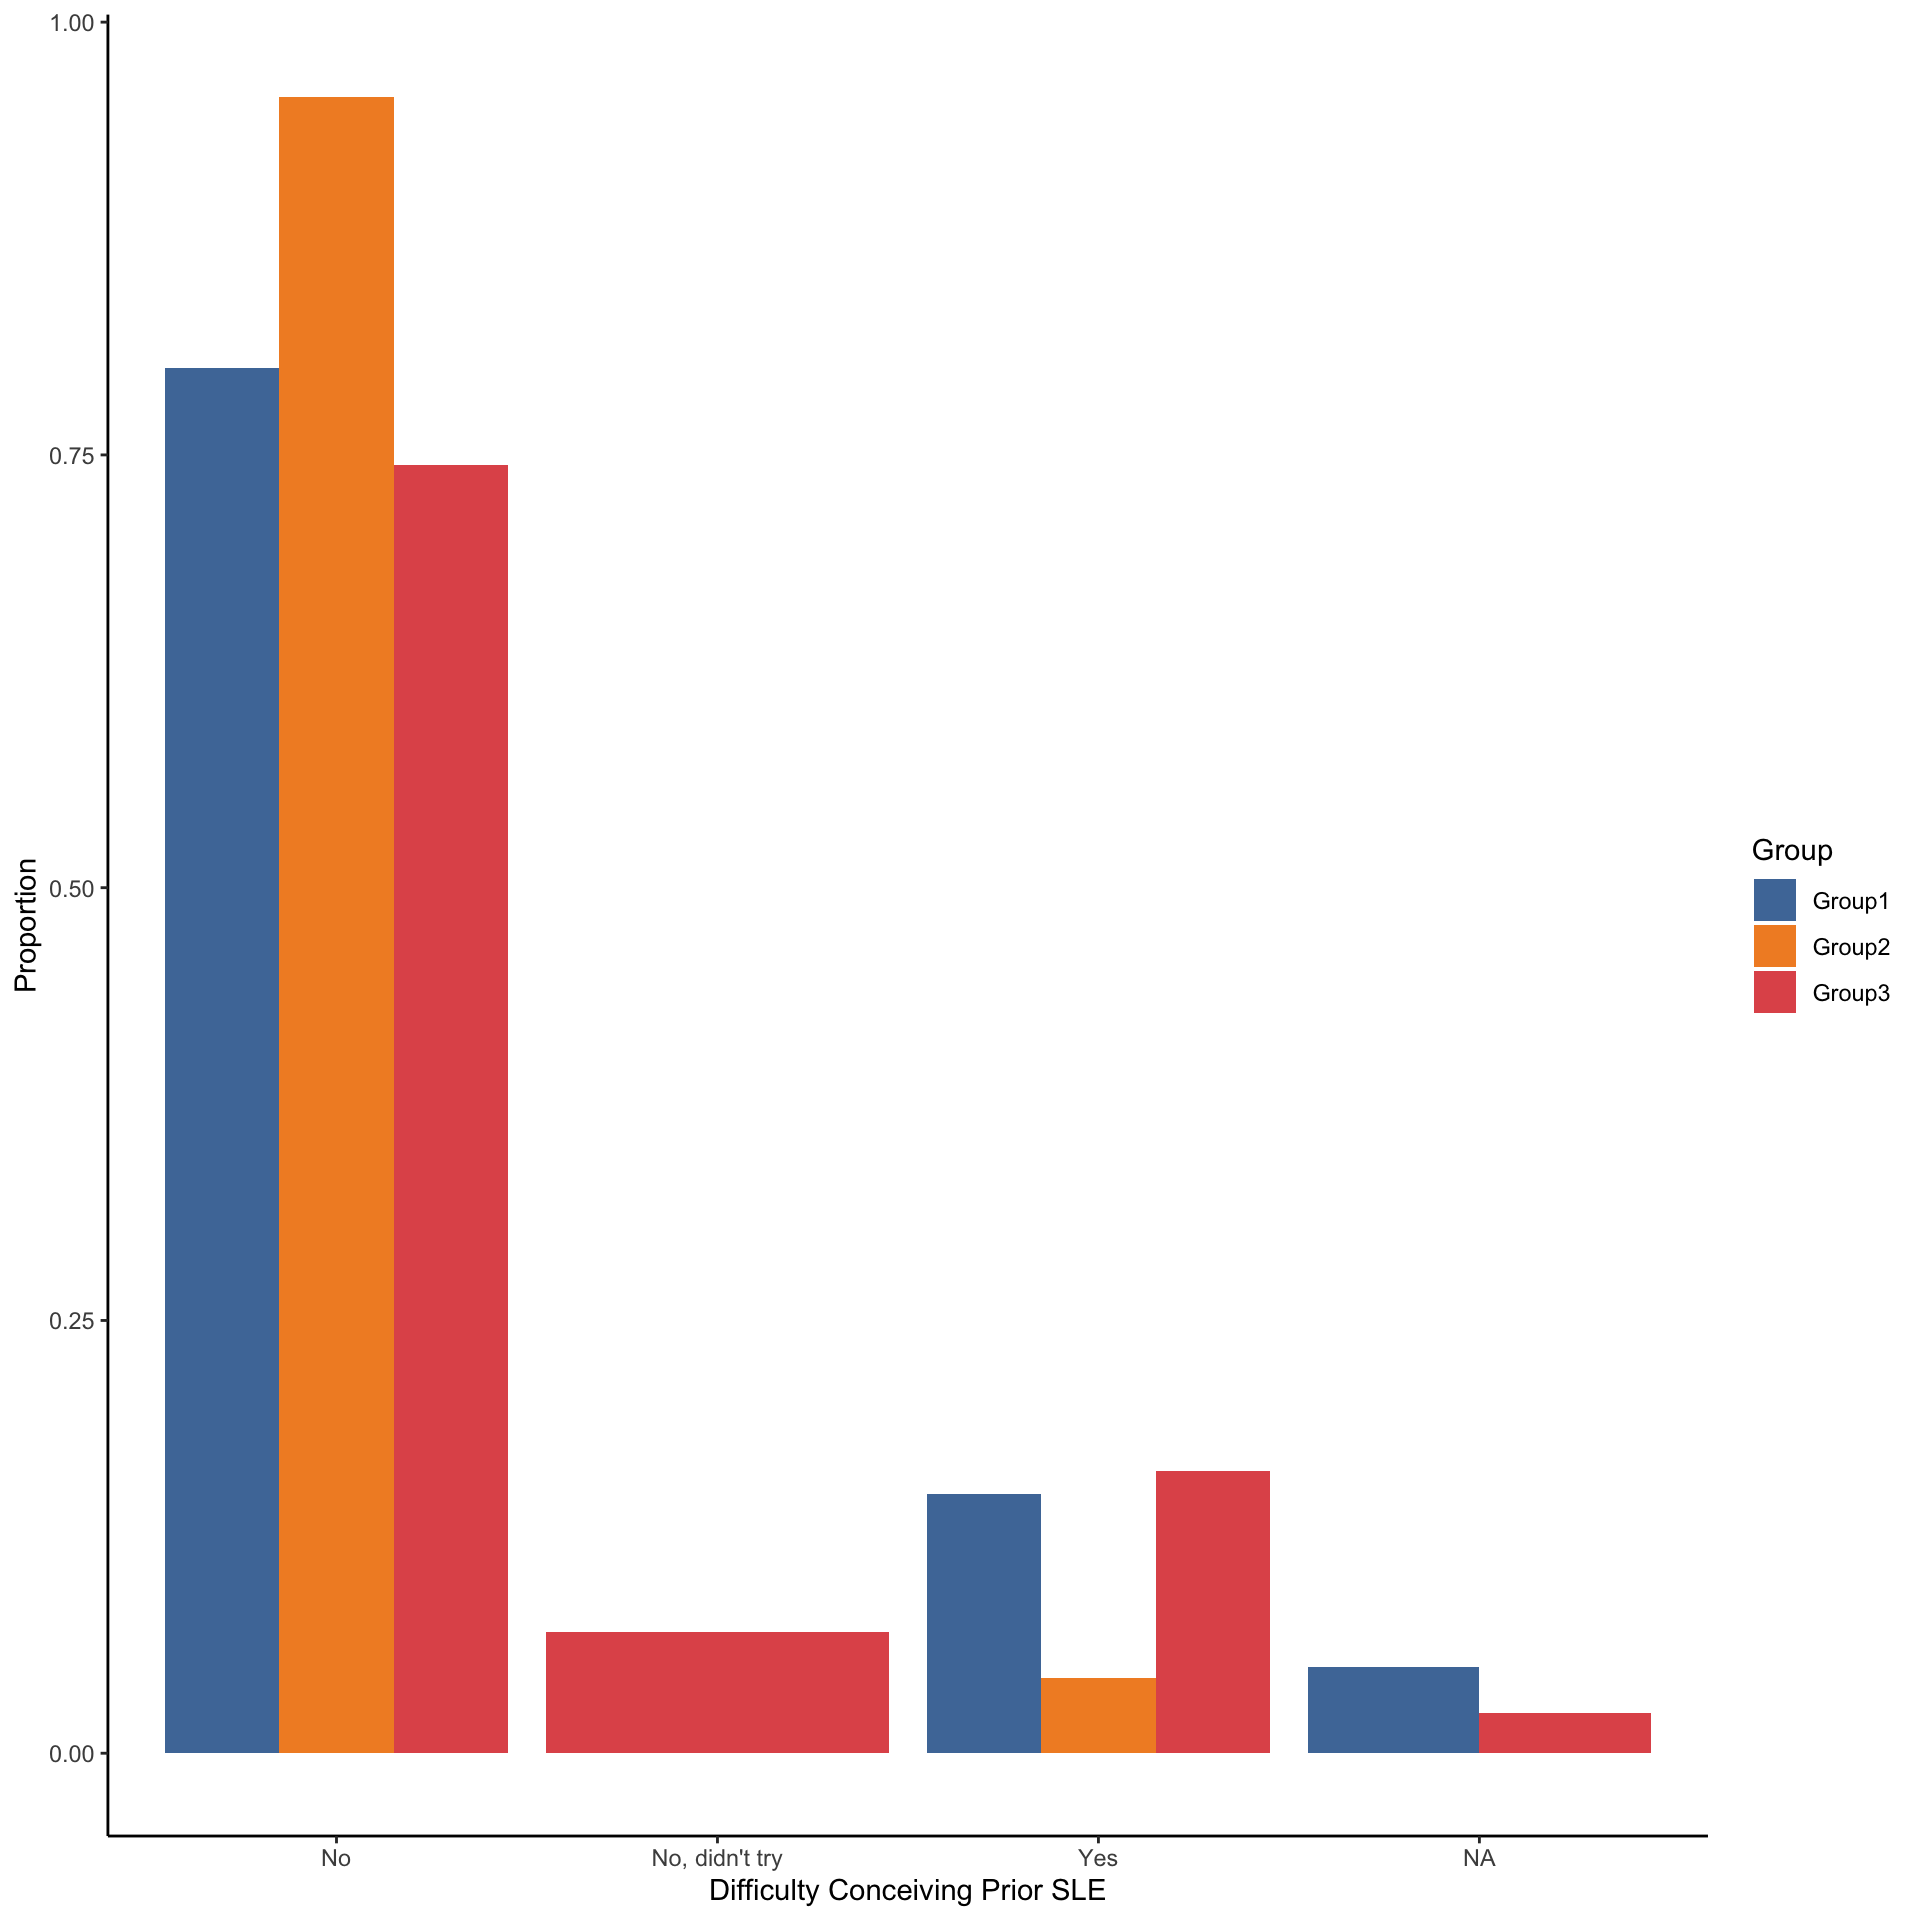 1.00
0.75
0.50
0.25
0.00
Proportion
No
No, didn't try
Yes
NA
Difficulty Conceiving Prior SLE
Group
Group1
Group2
Group3